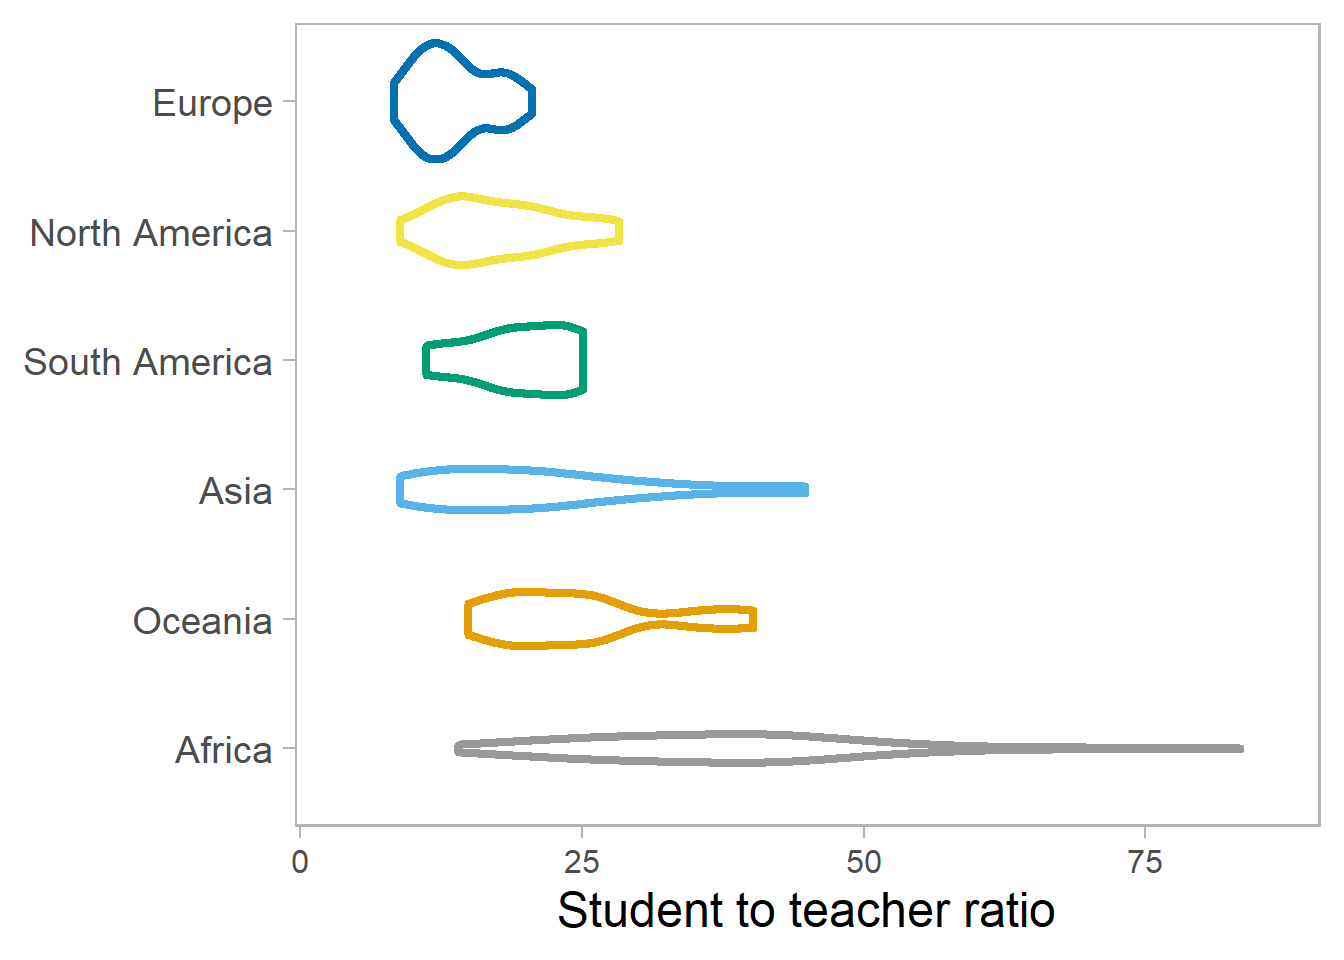 Europe
North America
South America
Asia
Oceania
Africa
0 25 50 75
Student to teacher ratio